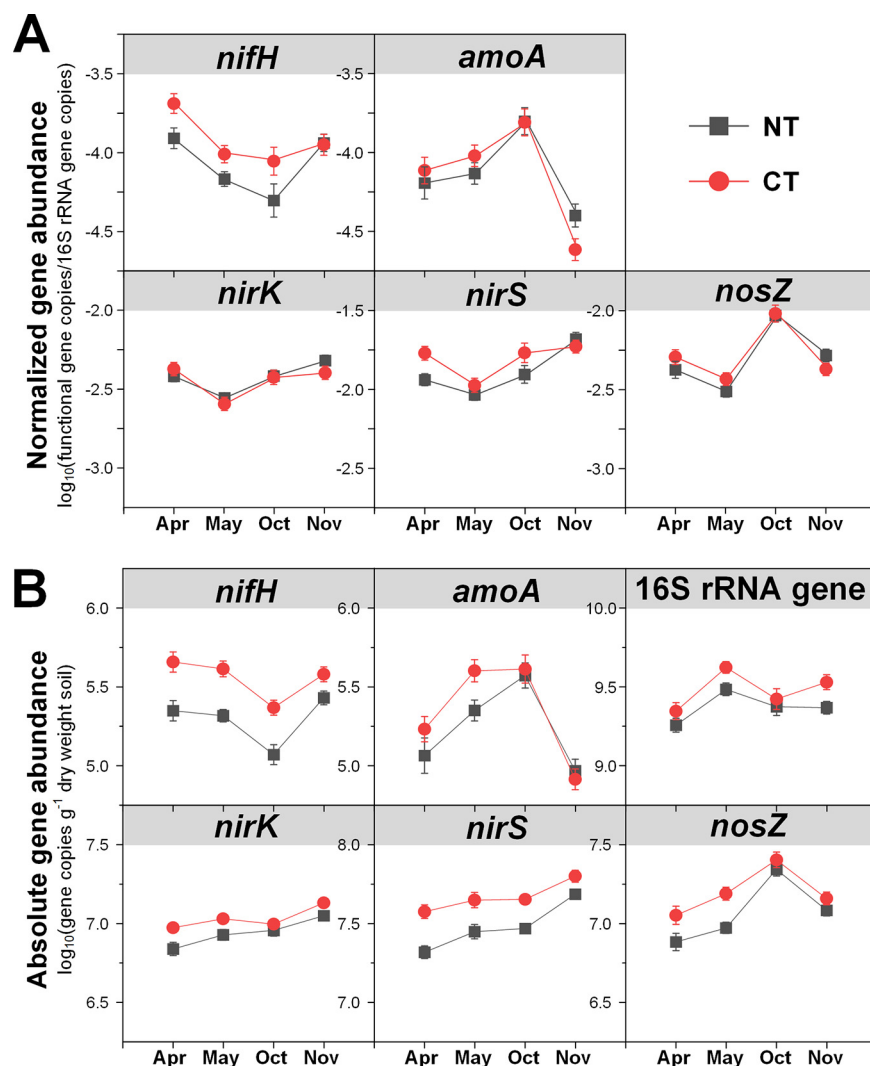 A
Normalized gene abundance
log₁₀(functional gene copies/16S rRNA gene copies)
nifH
amoA
-3.5
-4.0
-4.5
-3.5
-4.0
-4.5
NT
CT
nirK
nirS
nosZ
-2.0
-2.5
-3.0
-1.5
-2.0
-2.5
-2.0
-2.5
-3.0
Apr May Oct Nov
Apr May Oct Nov
Apr May Oct Nov
B
Absolute gene abundance
log₁₀(gene copies g⁻¹ dry weight soil)
nifH
amoA
16S rRNA gene
6.0
5.5
5.0
6.0
5.5
5.0
10.0
9.5
9.0
nirK
nirS
nosZ
7.5
7.0
6.5
8.0
7.5
7.0
7.5
7.0
6.5
Apr May Oct Nov
Apr May Oct Nov
Apr May Oct Nov